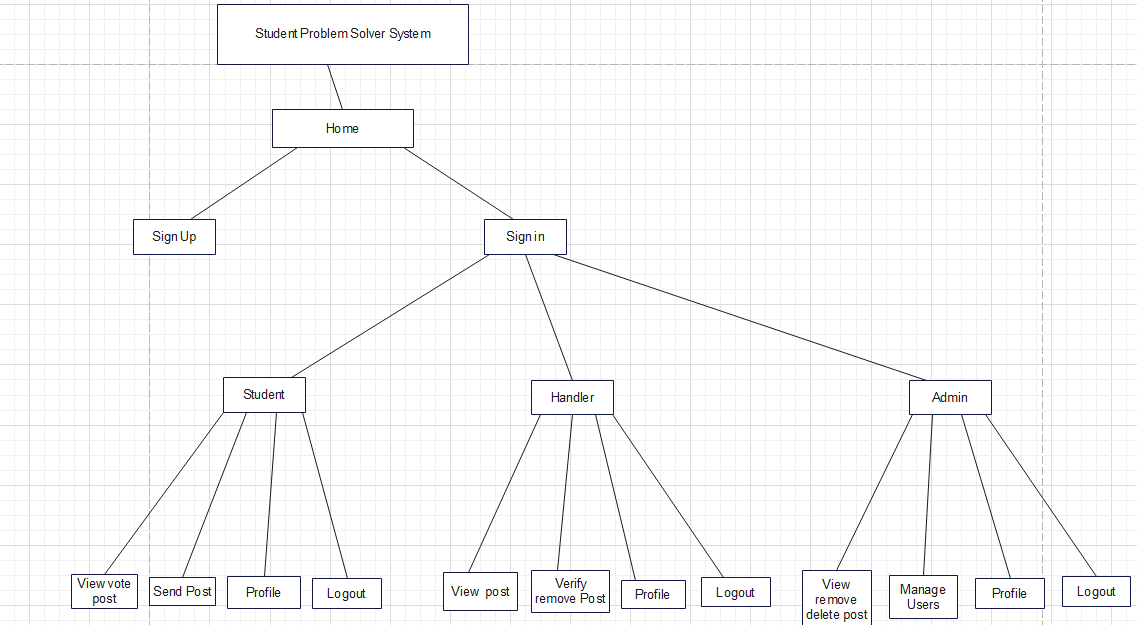 Student Problem Solver System
Home
Sign Up
Sign in
Student
Handler
Admin
View vote
post
Send Post
Profile
Logout
View post
Verify
remove Post
Profile
Logout
View
remove
delete post
Manage
Users
Profile
Logout